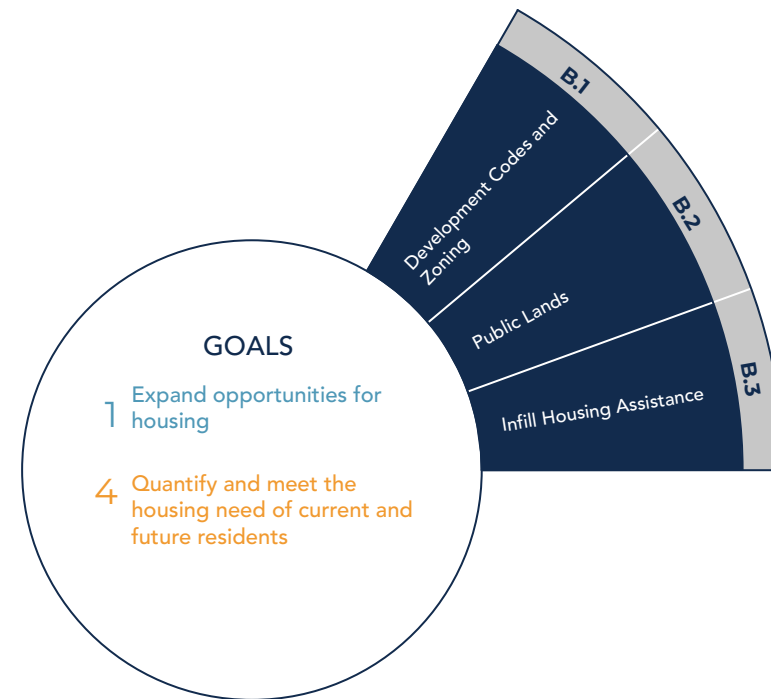 B.1
Development Codes and
Zoning
B.2
Public Lands
B.3
Infill Housing Assistance
GOALS
1 Expand opportunities for
housing
4 Quantify and meet the
housing need of current and
future residents